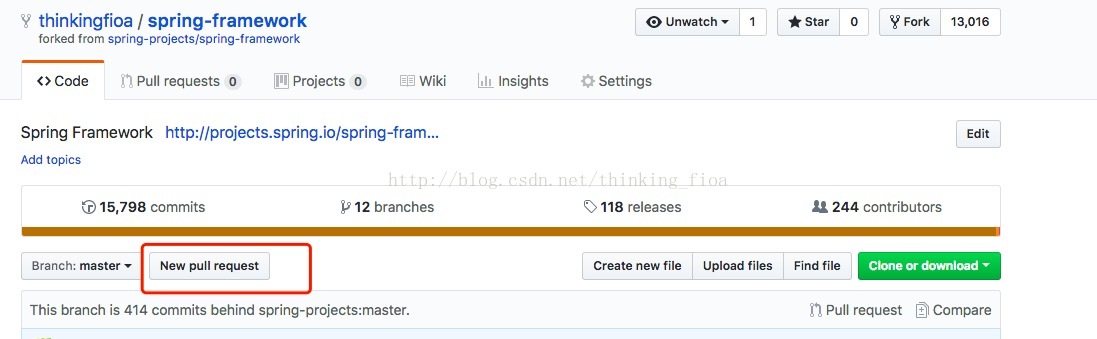 thinkingfioa / spring-framework
forked from spring-projects/spring-framework
Unwatch 1 Star 0 Fork 13,016
Code Pull requests 0 Projects 0 Wiki Insights Settings
Spring Framework http://projects.spring.io/spring-fram... Edit
Add topics
http://blog.csdn.net/thinking_fioa
15,798 commits 12 branches 118 releases 244 contributors
Branch: master New pull request Create new file Upload files Find file Clone or download
This branch is 414 commits behind spring-projects:master. Pull request Compare